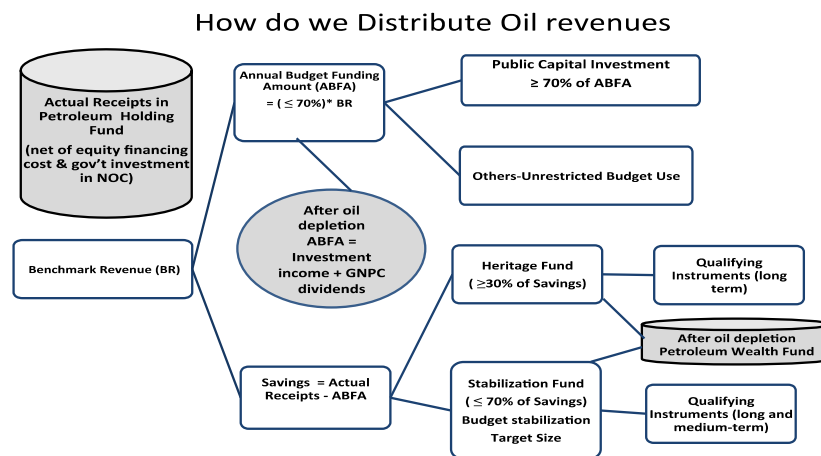 How do we Distribute Oil revenues
Actual Receipts in
Petroleum Holding
Fund
(net of equity financing
cost & gov't investment
in NOC)
Annual Budget Funding
Amount (ABFA)
= ( ≤ 70%)* BR
Public Capital Investment
≥ 70% of ABFA
Others-Unrestricted Budget Use
After oil
depletion
ABFA =
Investment
income + GNPC
dividends
Benchmark Revenue (BR)
Heritage Fund
( ≥30% of Savings)
Qualifying
Instruments (long
term)
After oil depletion
Petroleum Wealth Fund
Savings = Actual
Receipts - ABFA
Stabilization Fund
( ≤ 70% of Savings)
Budget stabilization
Target Size
Qualifying
Instruments (long and
medium-term)